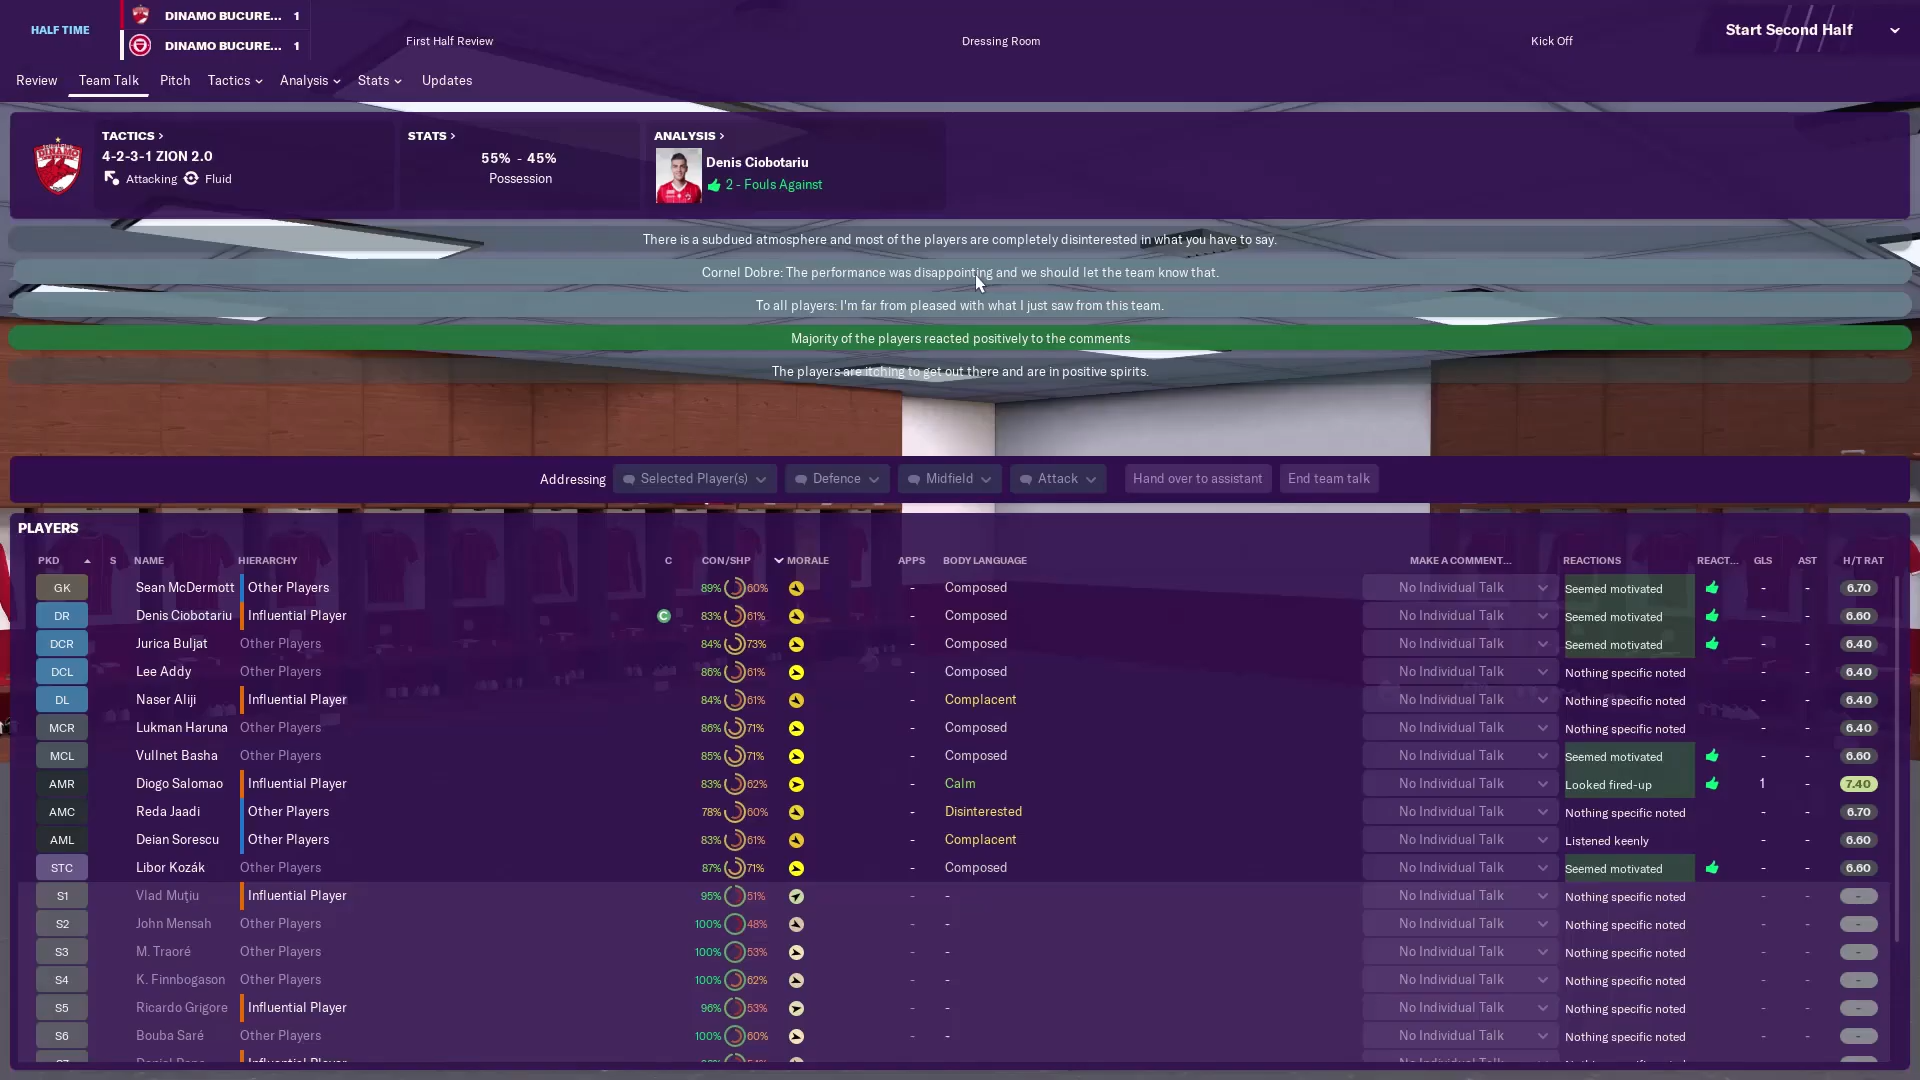 HALF TIME
DINAMO BUCURE... 1
DINAMO BUCURE... 1
First Half Review
Dressing Room
Kick Off
Start Second Half
Review Team Talk Pitch Tactics Analysis Stats Updates
DINAMO
TACTICS >
4-2-3-1 ZION 2.0
Attacking Fluid
STATS >
55% - 45%
Possession
ANALYSIS >
Denis Ciobotariu
2 - Fouls Against
There is a subdued atmosphere and most of the players are completely disinterested in what you have to say.
Cornel Dobre: The performance was disappointing and we should let the team know that.
To all players: I'm far from pleased with what I just saw from this team.
Majority of the players reacted positively to the comments
The players are itching to get out there and are in positive spirits.
Addressing Selected Player(s) Defence Midfield Attack Hand over to assistant End team talk
PLAYERS
PKD S NAME HIERARCHY C CON/SHP MORALE APPS BODY LANGUAGE MAKE A COMMENT... REACTIONS REACT... GLS AST H/T RAT
GK Sean McDermott Other Players 89% 60% - Composed No Individual Talk Seemed motivated - - 6.70
DR Denis Ciobotariu Influential Player C 83% 61% - Composed No Individual Talk Seemed motivated - - 6.60
DCR Jurica Buljat Other Players 84% 73% - Composed No Individual Talk Seemed motivated - - 6.40
DCL Lee Addy Other Players 86% 61% - Composed No Individual Talk Nothing specific noted - - 6.40
DL Naser Aliji Influential Player 84% 61% - Complacent No Individual Talk Nothing specific noted - - 6.40
MCR Lukman Haruna Other Players 86% 71% - Composed No Individual Talk Nothing specific noted - - 6.40
MCL Vullnet Basha Other Players 85% 71% - Composed No Individual Talk Seemed motivated - - 6.60
AMR Diogo Salomao Influential Player 83% 62% - Calm No Individual Talk Looked fired-up 1 - 7.40
AMC Reda Jaadi Other Players 78% 60% - Disinterested No Individual Talk Nothing specific noted - - 6.70
AML Deian Sorescu Other Players 83% 61% - Complacent No Individual Talk Listened keenly - - 6.60
STC Libor Kozák Other Players 87% 71% - Composed No Individual Talk Seemed motivated - - 6.60
S1 Vlad Muţiu Influential Player 95% 51% - - No Individual Talk Nothing specific noted - - -
S2 John Mensah Other Players 100% 48% - - No Individual Talk Nothing specific noted - - -
S3 M. Traoré Other Players 100% 53% - - No Individual Talk Nothing specific noted - - -
S4 K. Finnbogason Other Players 100% 62% - - No Individual Talk Nothing specific noted - - -
S5 Ricardo Grigore Influential Player 96% 53% - - No Individual Talk Nothing specific noted - - -
S6 Bouba Saré Other Players 100% 60% - - No Individual Talk Nothing specific noted - - -
Influential Player No Individual Talk Nothing specific noted